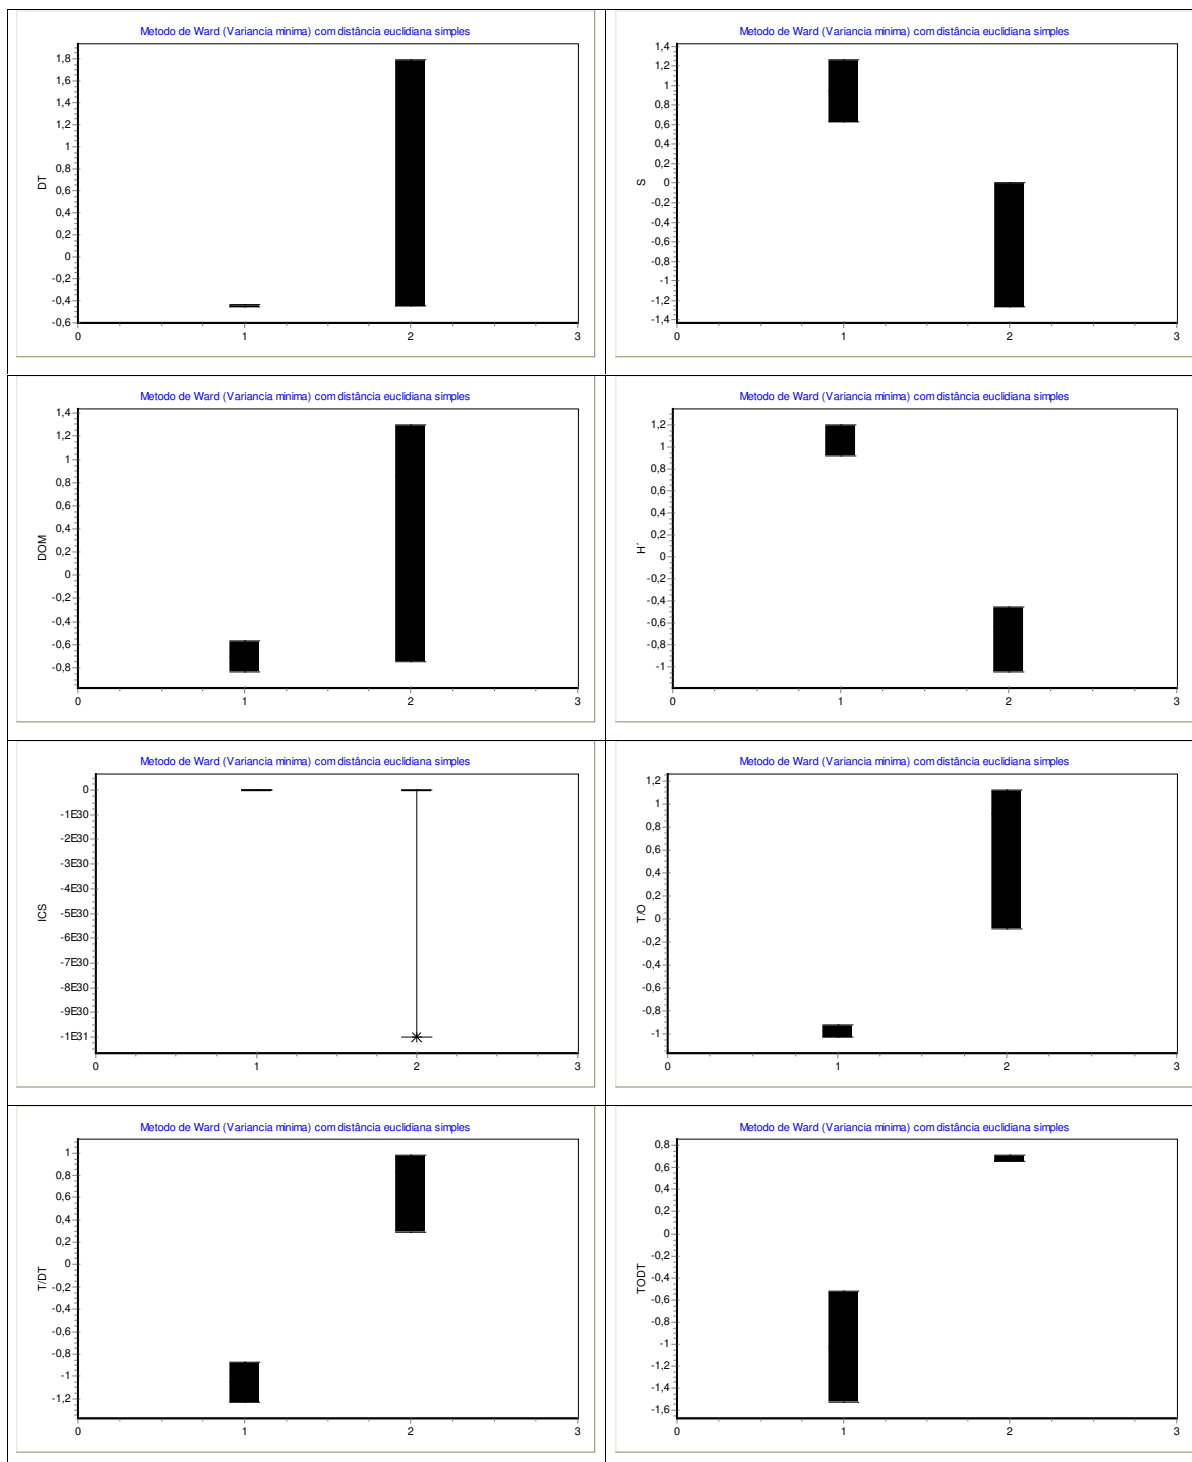 Metodo de Ward (Variancia minima) com distância euclidiana simples
1,8
1,6
1,4
1,2
1
0,8
0,6
0,4
0,2
0
-0,2
-0,4
-0,6
DT
0 1 2 3
Metodo de Ward (Variancia minima) com distância euclidiana simples
1,4
1,2
1
0,8
0,6
0,4
0,2
0
-0,2
-0,4
-0,6
-0,8
-1
-1,2
-1,4
S
0 1 2 3
Metodo de Ward (Variancia minima) com distância euclidiana simples
1,4
1,2
1
0,8
0,6
0,4
0,2
0
-0,2
-0,4
-0,6
-0,8
DOM
0 1 2 3
Metodo de Ward (Variancia minima) com distância euclidiana simples
1,2
1
0,8
0,6
0,4
0,2
0
-0,2
-0,4
-0,6
-0,8
-1
H´
0 1 2 3
Metodo de Ward (Variancia minima) com distância euclidiana simples
0
-1E30
-2E30
-3E30
-4E30
-5E30
-6E30
-7E30
-8E30
-9E30
-1E31
ICS
0 1 2 3
Metodo de Ward (Variancia minima) com distância euclidiana simples
1,2
1
0,8
0,6
0,4
0,2
0
-0,2
-0,4
-0,6
-0,8
-1
T/O
0 1 2 3
Metodo de Ward (Variancia minima) com distância euclidiana simples
1
0,8
0,6
0,4
0,2
0
-0,2
-0,4
-0,6
-0,8
-1
-1,2
T/DT
0 1 2 3
Metodo de Ward (Variancia minima) com distância euclidiana simples
0,8
0,6
0,4
0,2
0
-0,2
-0,4
-0,6
-0,8
-1
-1,2
-1,4
-1,6
TODT
0 1 2 3